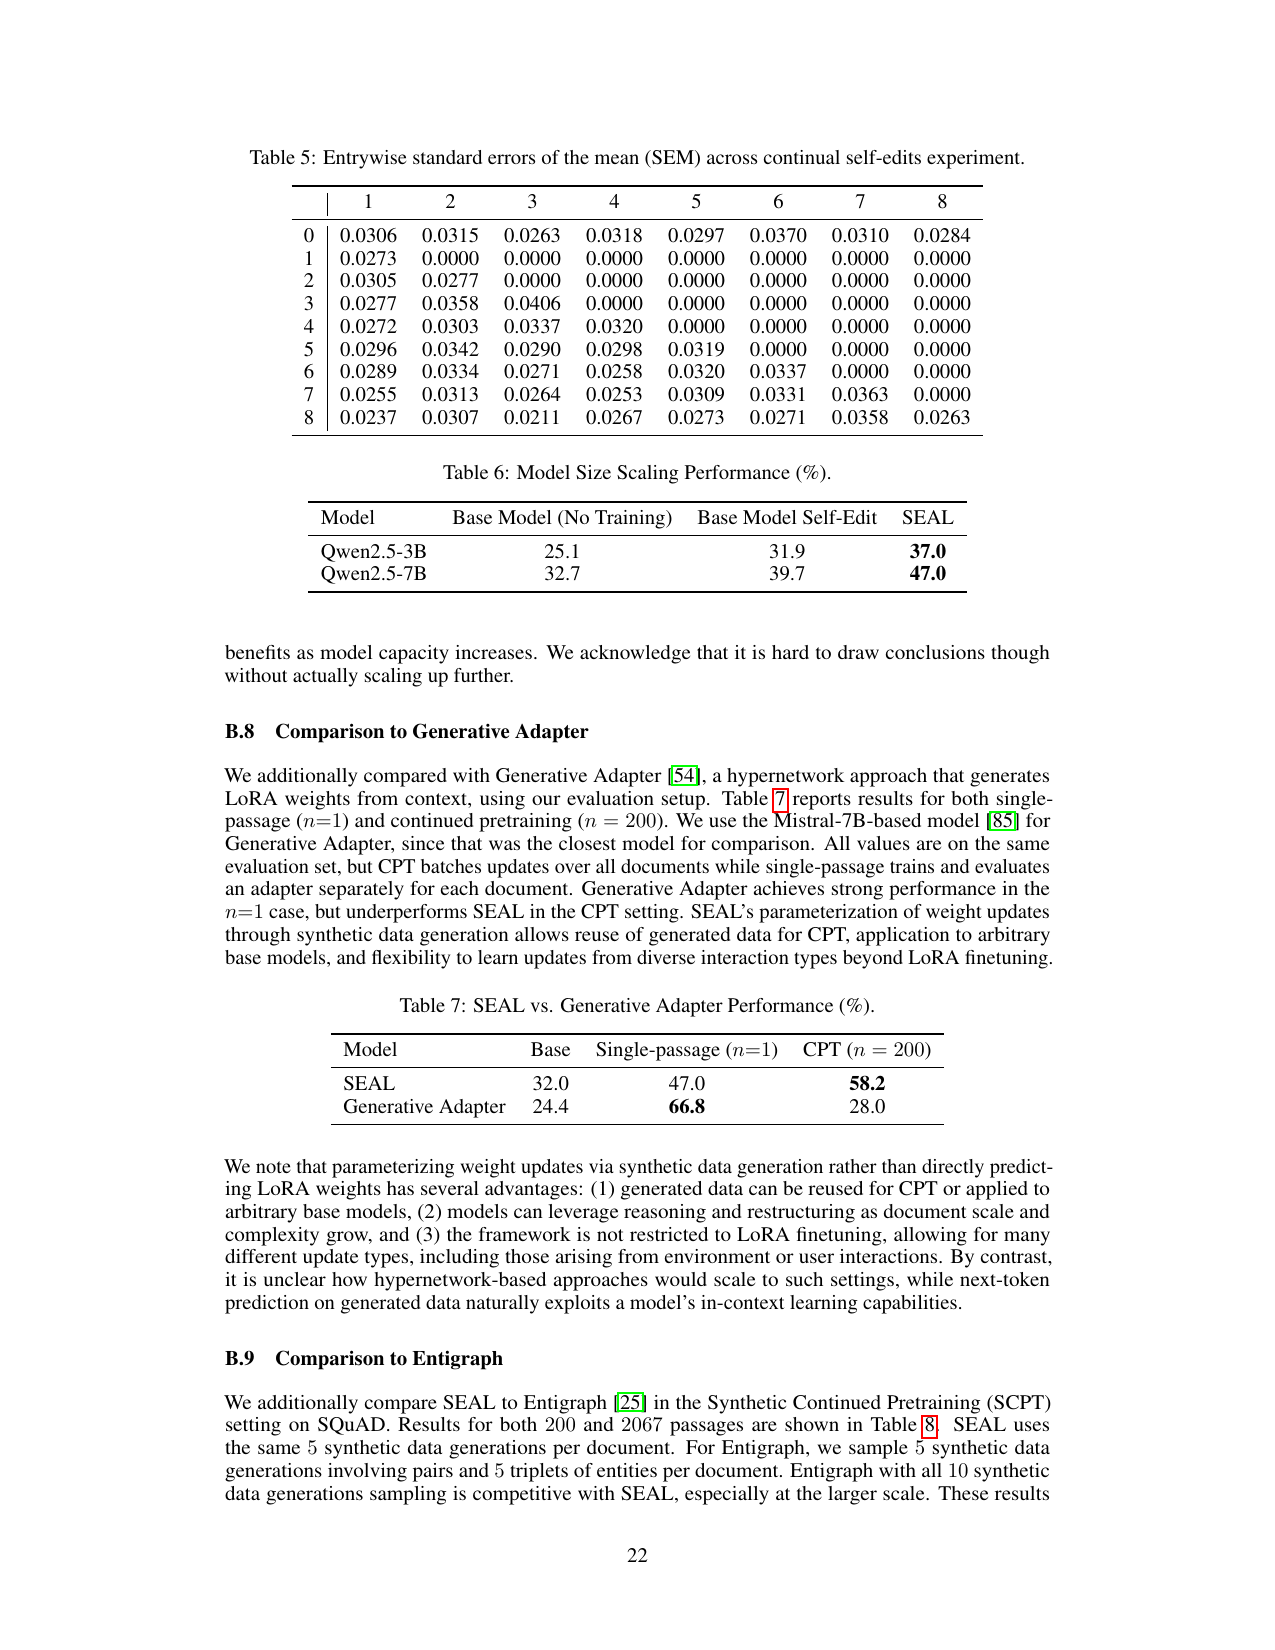 Table 5: Entrywise standard errors of the mean (SEM) across continual self-edits experiment.
1 2 3 4 5 6 7 8
0 0.0306 0.0315 0.0263 0.0318 0.0297 0.0370 0.0310 0.0284
1 0.0273 0.0000 0.0000 0.0000 0.0000 0.0000 0.0000 0.0000
2 0.0305 0.0277 0.0000 0.0000 0.0000 0.0000 0.0000 0.0000
3 0.0277 0.0358 0.0406 0.0000 0.0000 0.0000 0.0000 0.0000
4 0.0272 0.0303 0.0337 0.0320 0.0000 0.0000 0.0000 0.0000
5 0.0296 0.0342 0.0290 0.0298 0.0319 0.0000 0.0000 0.0000
6 0.0289 0.0334 0.0271 0.0258 0.0320 0.0337 0.0000 0.0000
7 0.0255 0.0313 0.0264 0.0253 0.0309 0.0331 0.0363 0.0000
8 0.0237 0.0307 0.0211 0.0267 0.0273 0.0271 0.0358 0.0263
Table 6: Model Size Scaling Performance (%).
Model Base Model (No Training) Base Model Self-Edit SEAL
Qwen2.5-3B 25.1 31.9 37.0
Qwen2.5-7B 32.7 39.7 47.0
benefits as model capacity increases. We acknowledge that it is hard to draw conclusions though
without actually scaling up further.
B.8 Comparison to Generative Adapter
We additionally compared with Generative Adapter [54], a hypernetwork approach that generates
LoRA weights from context, using our evaluation setup. Table 7 reports results for both single-
passage (n=1) and continued pretraining (n = 200). We use the Mistral-7B-based model [85] for
Generative Adapter, since that was the closest model for comparison. All values are on the same
evaluation set, but CPT batches updates over all documents while single-passage trains and evaluates
an adapter separately for each document. Generative Adapter achieves strong performance in the
n=1 case, but underperforms SEAL in the CPT setting. SEAL's parameterization of weight updates
through synthetic data generation allows reuse of generated data for CPT, application to arbitrary
base models, and flexibility to learn updates from diverse interaction types beyond LoRA finetuning.
Table 7: SEAL vs. Generative Adapter Performance (%).
Model Base Single-passage (n=1) CPT (n = 200)
SEAL 32.0 47.0 58.2
Generative Adapter 24.4 66.8 28.0
We note that parameterizing weight updates via synthetic data generation rather than directly predict-
ing LoRA weights has several advantages: (1) generated data can be reused for CPT or applied to
arbitrary base models, (2) models can leverage reasoning and restructuring as document scale and
complexity grow, and (3) the framework is not restricted to LoRA finetuning, allowing for many
different update types, including those arising from environment or user interactions. By contrast,
it is unclear how hypernetwork-based approaches would scale to such settings, while next-token
prediction on generated data naturally exploits a model's in-context learning capabilities.
B.9 Comparison to Entigraph
We additionally compare SEAL to Entigraph [25] in the Synthetic Continued Pretraining (SCPT)
setting on SQuAD. Results for both 200 and 2067 passages are shown in Table 8. SEAL uses
the same 5 synthetic data generations per document. For Entigraph, we sample 5 synthetic data
generations involving pairs and 5 triplets of entities per document. Entigraph with all 10 synthetic
data generations sampling is competitive with SEAL, especially at the larger scale. These results
22